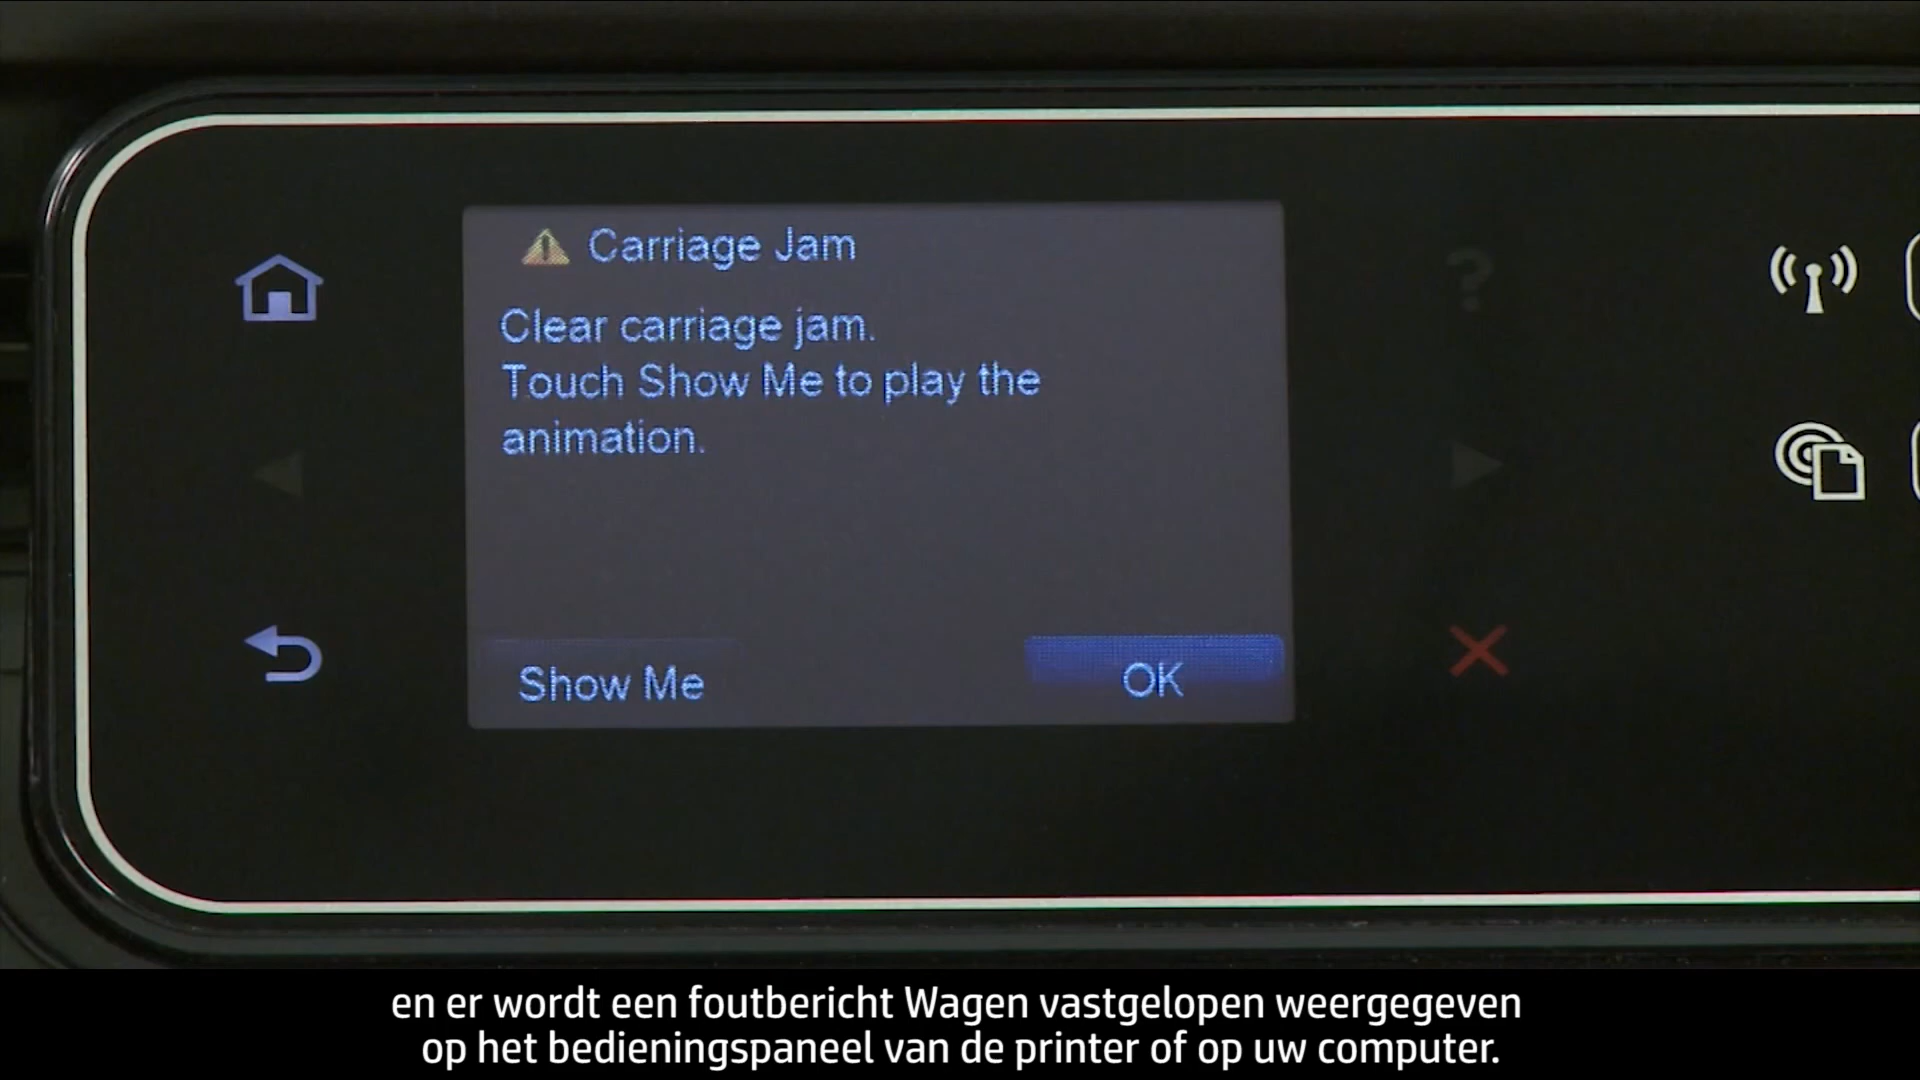 Carriage Jam
Clear carriage jam.
Touch Show Me to play the
animation.
Show Me
OK
en er wordt een foutbericht Wagen vastgelopen weergegeven
op het bedieningspaneel van de printer of op uw computer.